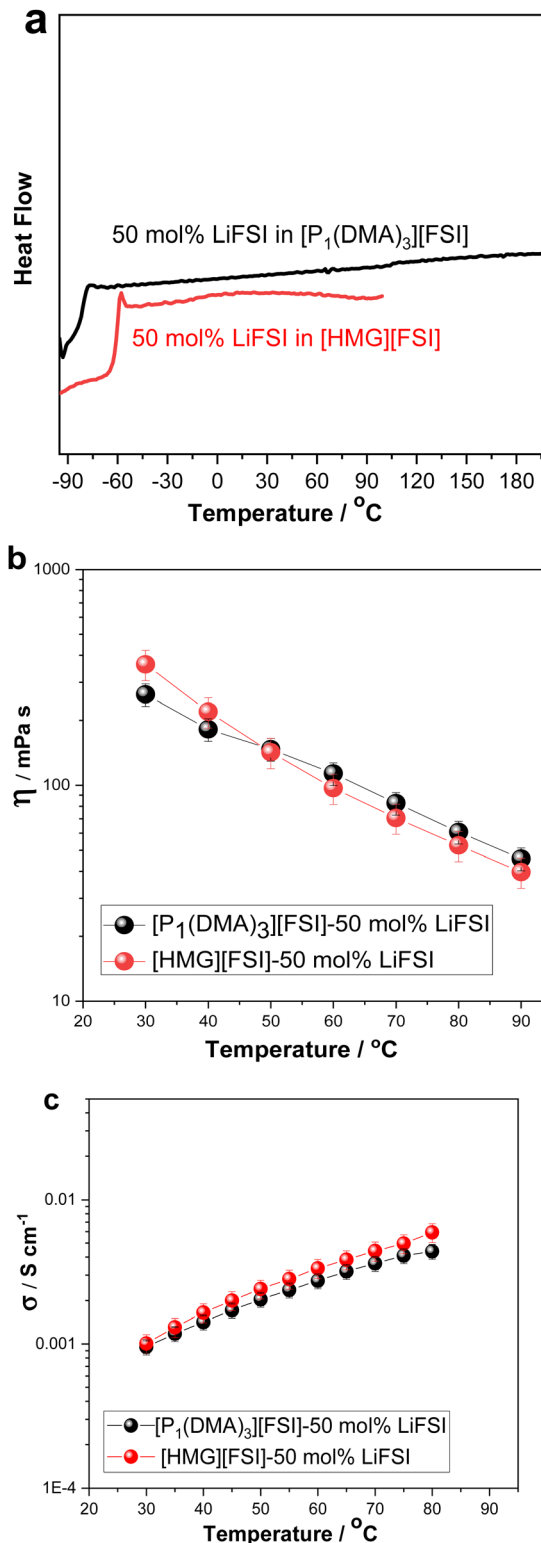 a
Heat Flow
50 mol% LiFSI in [P₁(DMA)₃][FSI]
50 mol% LiFSI in [HMG][FSI]
-90 -60 -30 0 30 60 90 120 150 180
Temperature / °C
b
1000
100
10
η / mPa s
[P₁(DMA)₃][FSI]-50 mol% LiFSI
[HMG][FSI]-50 mol% LiFSI
20 30 40 50 60 70 80 90
Temperature / °C
c
0.01
0.001
1E-4
σ / S cm⁻¹
[P₁(DMA)₃][FSI]-50 mol% LiFSI
[HMG][FSI]-50 mol% LiFSI
20 30 40 50 60 70 80 90
Temperature / °C